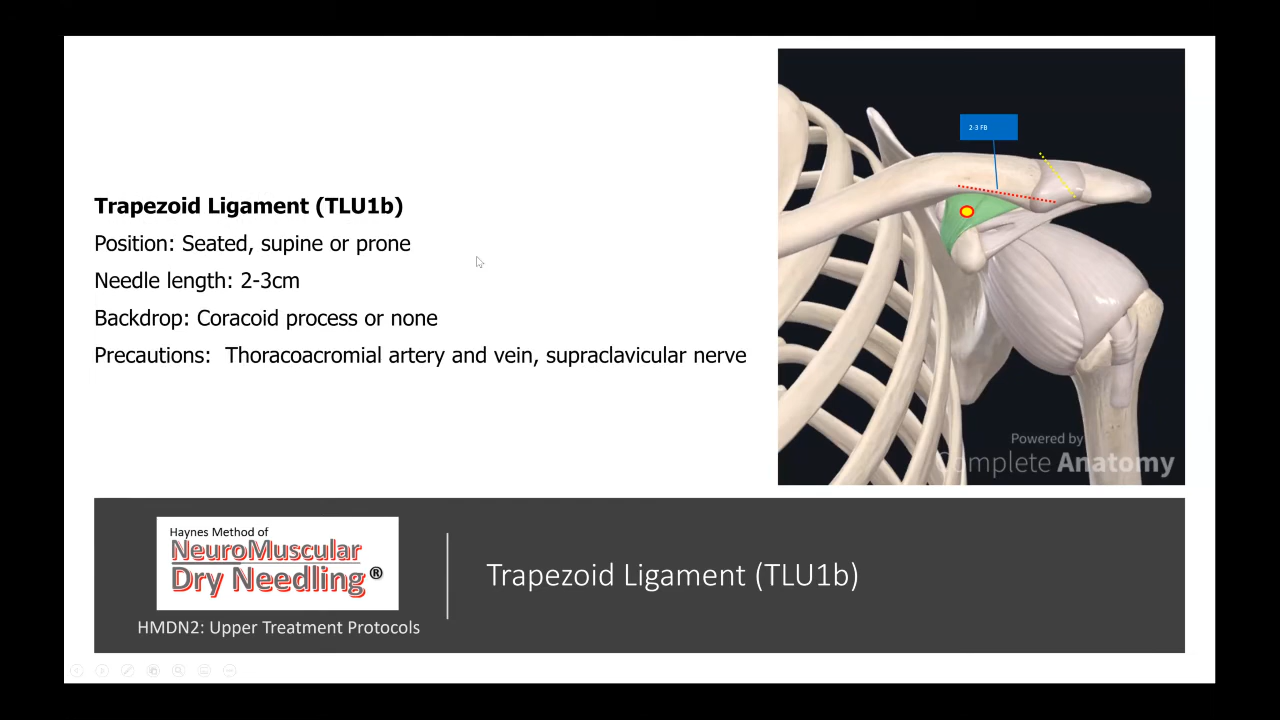 2-3 FB
Trapezoid Ligament (TLU1b)
Position: Seated, supine or prone
Needle length: 2-3cm
Backdrop: Coracoid process or none
Precautions:  Thoracoacromial artery and vein, supraclavicular nerve
Powered by
Complete Anatomy
Haynes Method of
NeuroMuscular
Dry Needling®
HMDN2: Upper Treatment Protocols
Trapezoid Ligament (TLU1b)